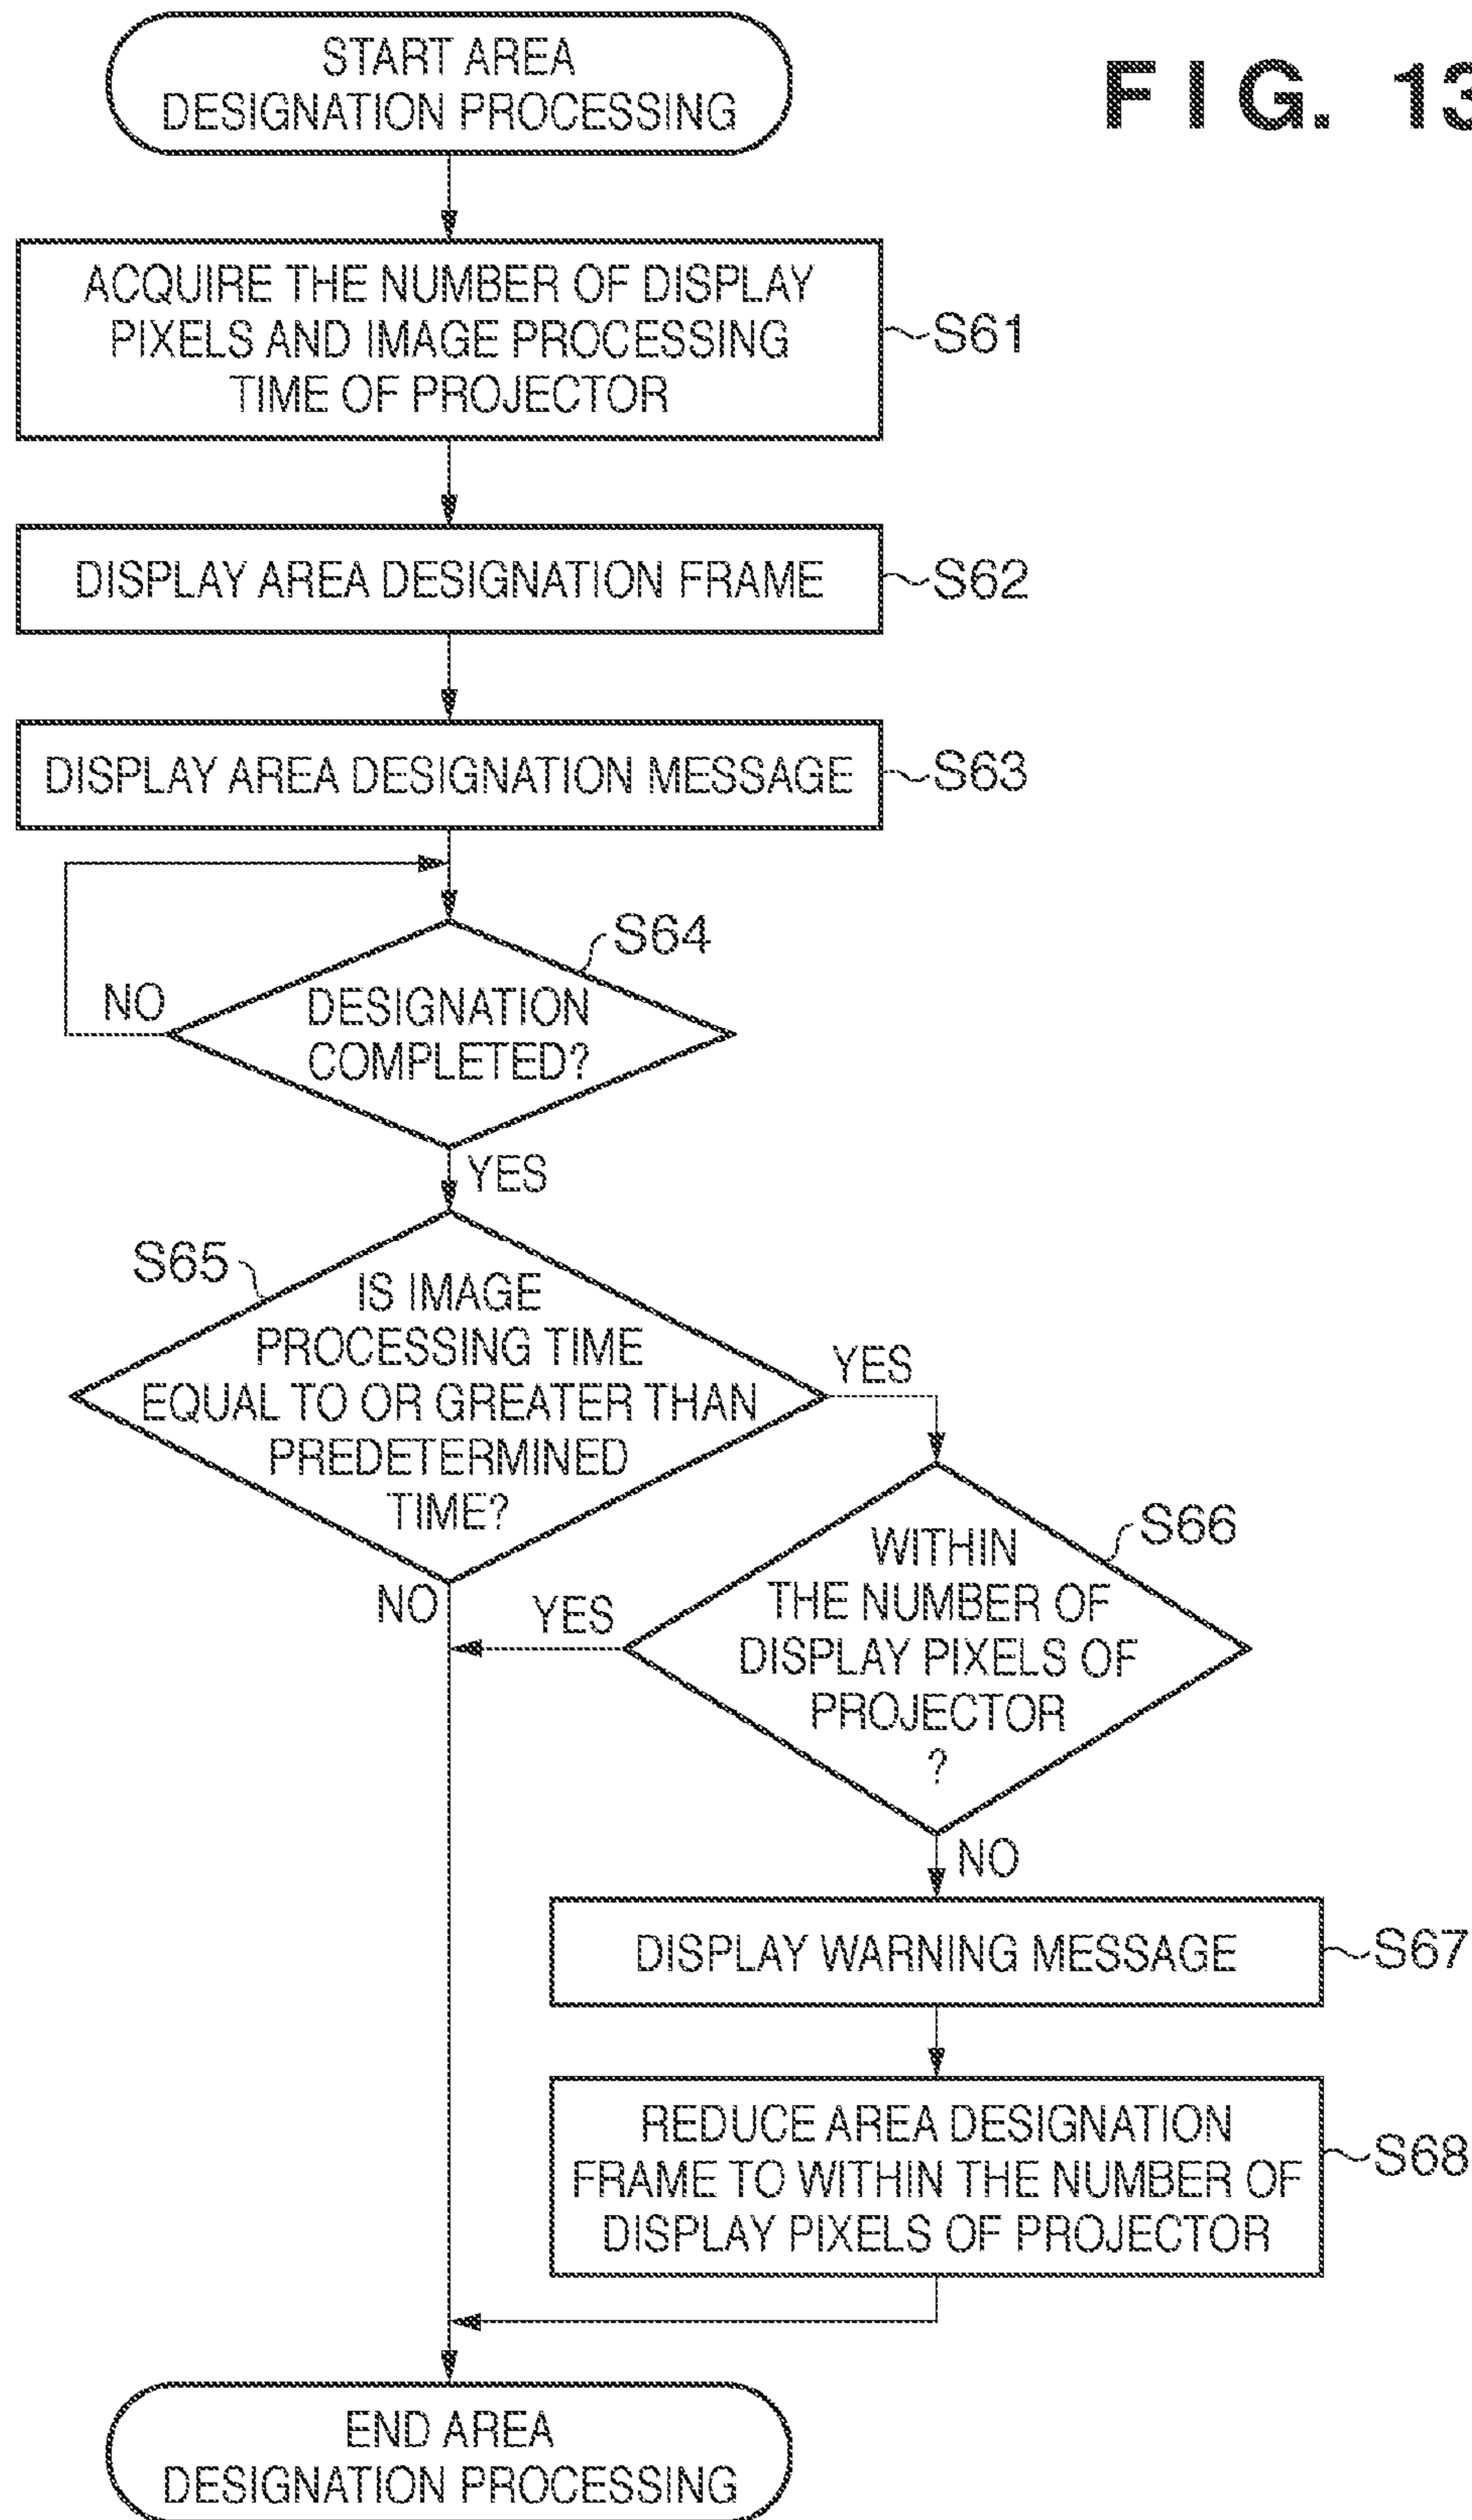 START AREA
DESIGNATION PROCESSING
FIG. 13
ACQUIRE THE NUMBER OF DISPLAY
PIXELS AND IMAGE PROCESSING
TIME OF PROJECTOR
S61
DISPLAY AREA DESIGNATION FRAME
S62
DISPLAY AREA DESIGNATION MESSAGE
S63
S64
NO
DESIGNATION
COMPLETED?
YES
S65
IS IMAGE
PROCESSING TIME
EQUAL TO OR GREATER THAN
PREDETERMINED
TIME?
YES
NO
S66
WITHIN
THE NUMBER OF
DISPLAY PIXELS OF
PROJECTOR
?
YES
NO
DISPLAY WARNING MESSAGE
S67
REDUCE AREA DESIGNATION
FRAME TO WITHIN THE NUMBER OF
DISPLAY PIXELS OF PROJECTOR
S68
END AREA
DESIGNATION PROCESSING